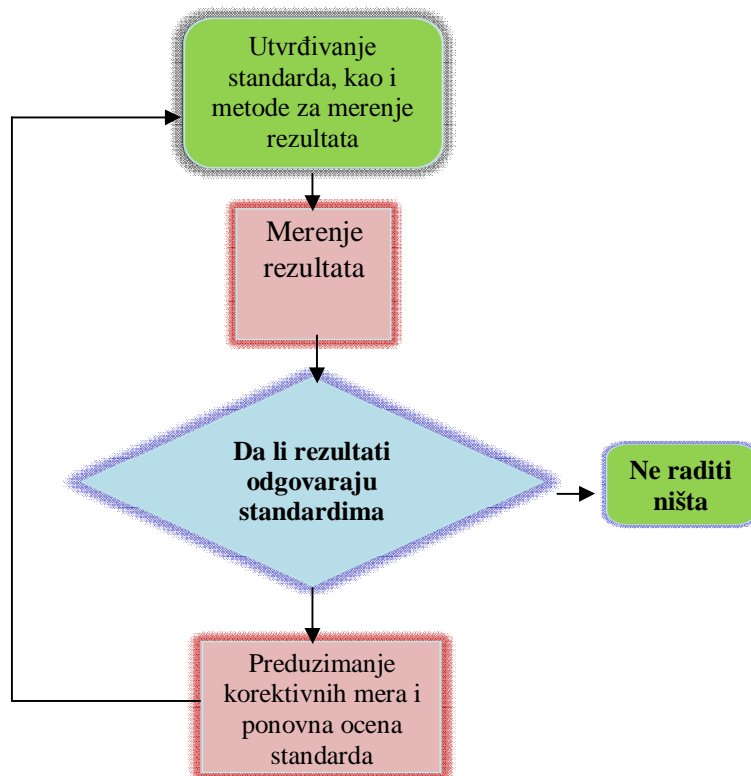 Utvrđivanje
standarda, kao i
metode za merenje
rezultata
Merenje
rezultata
Da li rezultati
odgovaraju
standardima
Ne raditi
ništa
Preduzimanje
korektivnih mera i
ponovna ocena
standarda